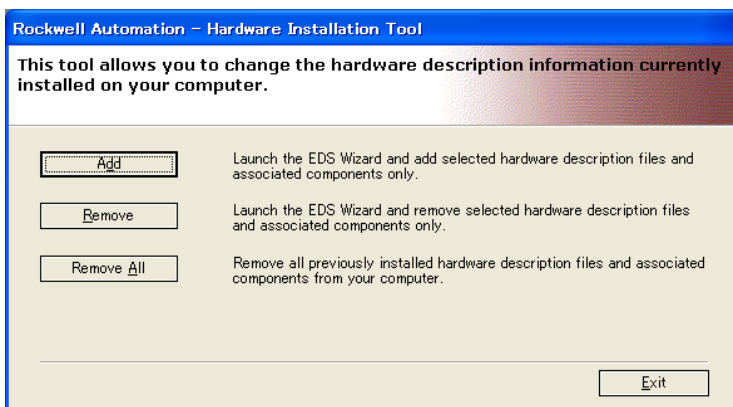 Rockwell Automation - Hardware Installation Tool
This tool allows you to change the hardware description information currently
installed on your computer.
Add
Launch the EDS Wizard and add selected hardware description files and
associated components only.
Remove
Launch the EDS Wizard and remove selected hardware description files
and associated components only.
Remove All
Remove all previously installed hardware description files and associated
components from your computer.
Exit